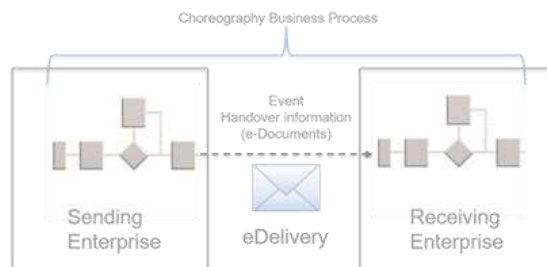 Choreography Business Process
Event
Handover information
(e-Documents)
Sending
Enterprise
eDelivery
Receiving
Enterprise